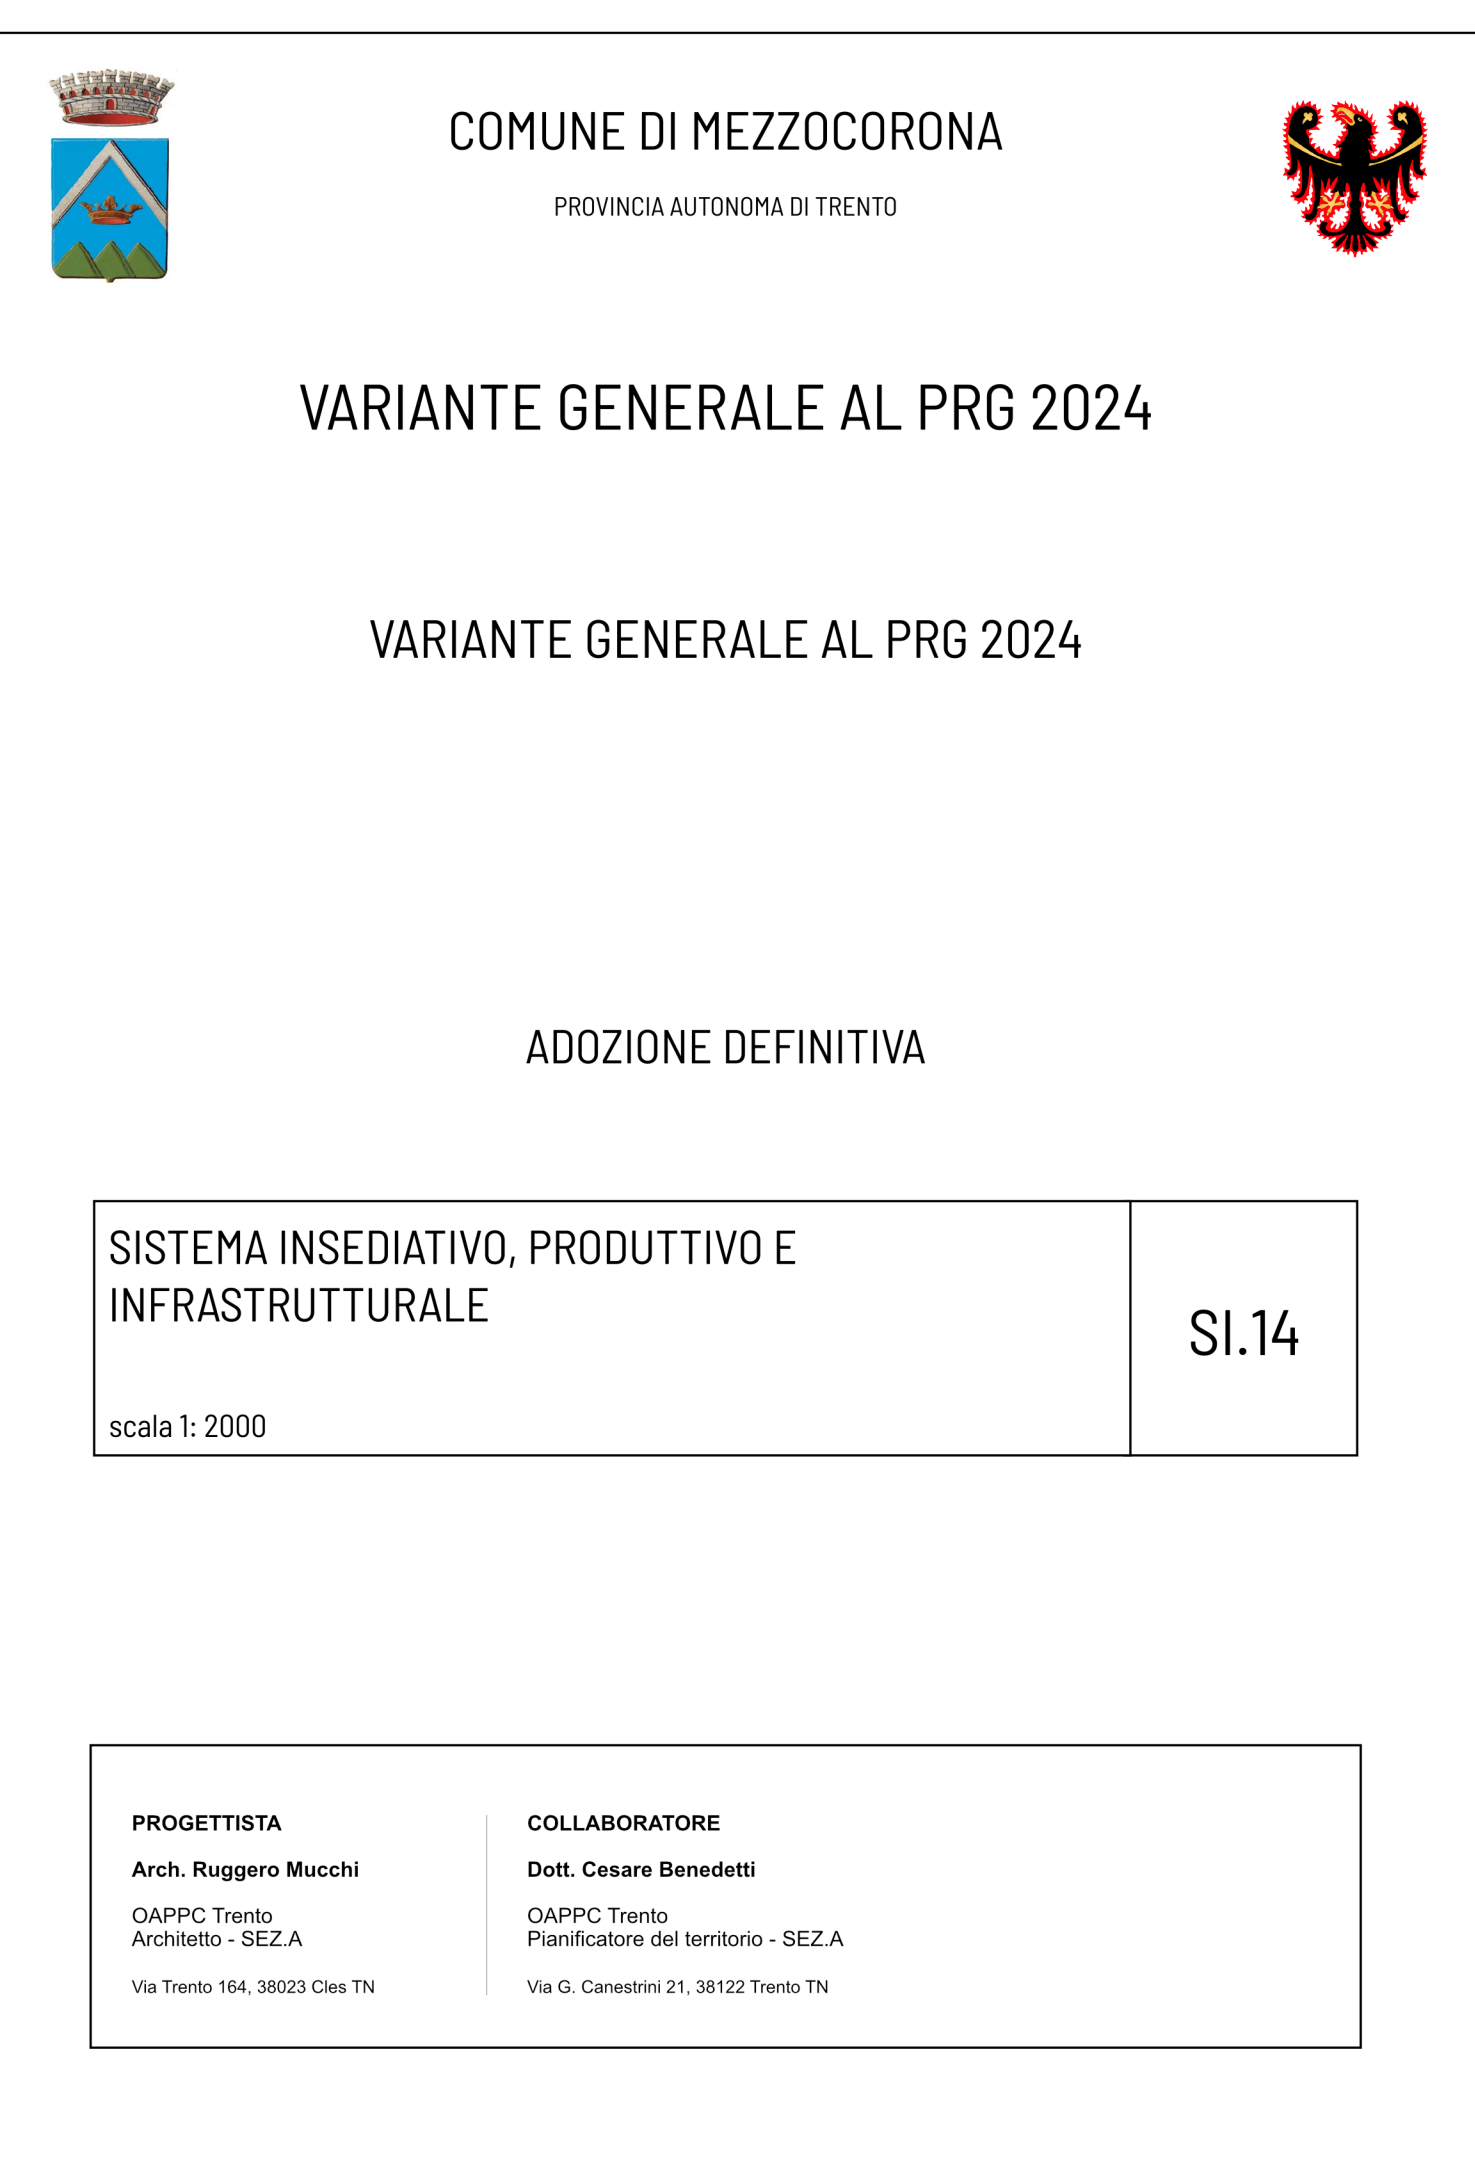 COMUNE DI MEZZOCORONA
PROVINCIA AUTONOMA DI TRENTO
VARIANTE GENERALE AL PRG 2024
VARIANTE GENERALE AL PRG 2024
ADOZIONE DEFINITIVA
SISTEMA INSEDIATIVO, PRODUTTIVO E
INFRASTRUTTURALE
scala 1: 2000
SI.14
PROGETTISTA
Arch. Ruggero Mucchi
OAPPC Trento
Architetto - SEZ.A
Via Trento 164, 38023 Cles TN
COLLABORATORE
Dott. Cesare Benedetti
OAPPC Trento
Pianificatore del territorio - SEZ.A
Via G. Canestrini 21, 38122 Trento TN